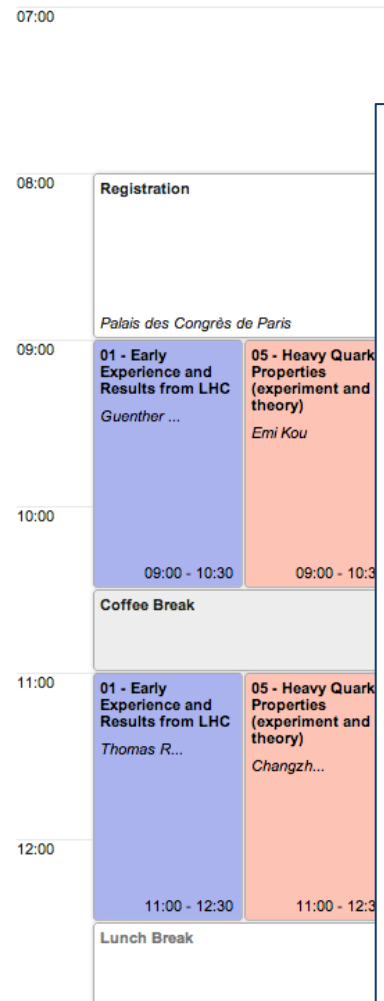 07:00
08:00
Registration
Palais des Congrès de Paris
09:00
01 - Early
Experience and
Results from LHC
Guenther ...
09:00 - 10:30
05 - Heavy Quark
Properties
(experiment and
theory)
Emi Kou
09:00 - 10:3
10:00
Coffee Break
11:00
01 - Early
Experience and
Results from LHC
Thomas R...
11:00 - 12:30
05 - Heavy Quark
Properties
(experiment and
theory)
Changzh...
11:00 - 12:3
12:00
Lunch Break